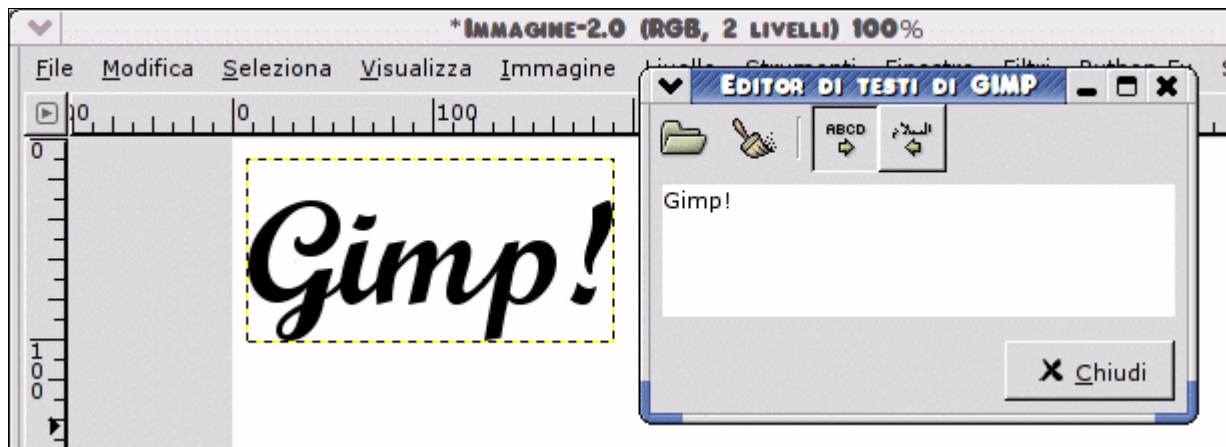 *Immagine-2.0 (RGB, 2 livelli) 100%
File Modifica Seleziona Visualizza Immagine
Editor di testi di GIMP
0 100
ABCD
السلام
0
Gimp!
Gimp!
100
Chiudi